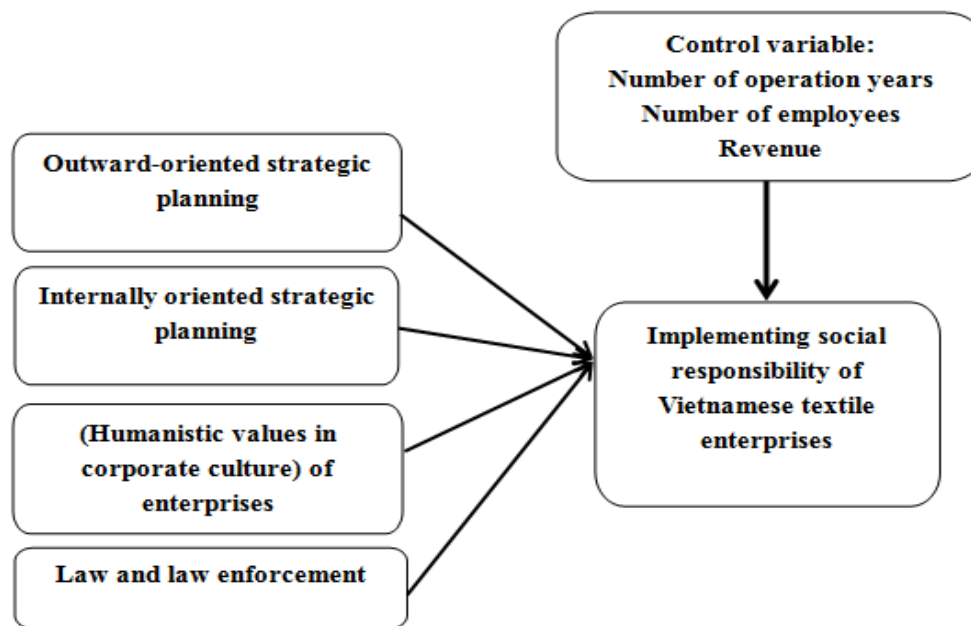 Control variable:
Number of operation years
Number of employees
Revenue
Outward-oriented strategic
planning
Internally oriented strategic
planning
(Humanistic values in
corporate culture) of
enterprises
Law and law enforcement
Implementing social
responsibility of
Vietnamese textile
enterprises